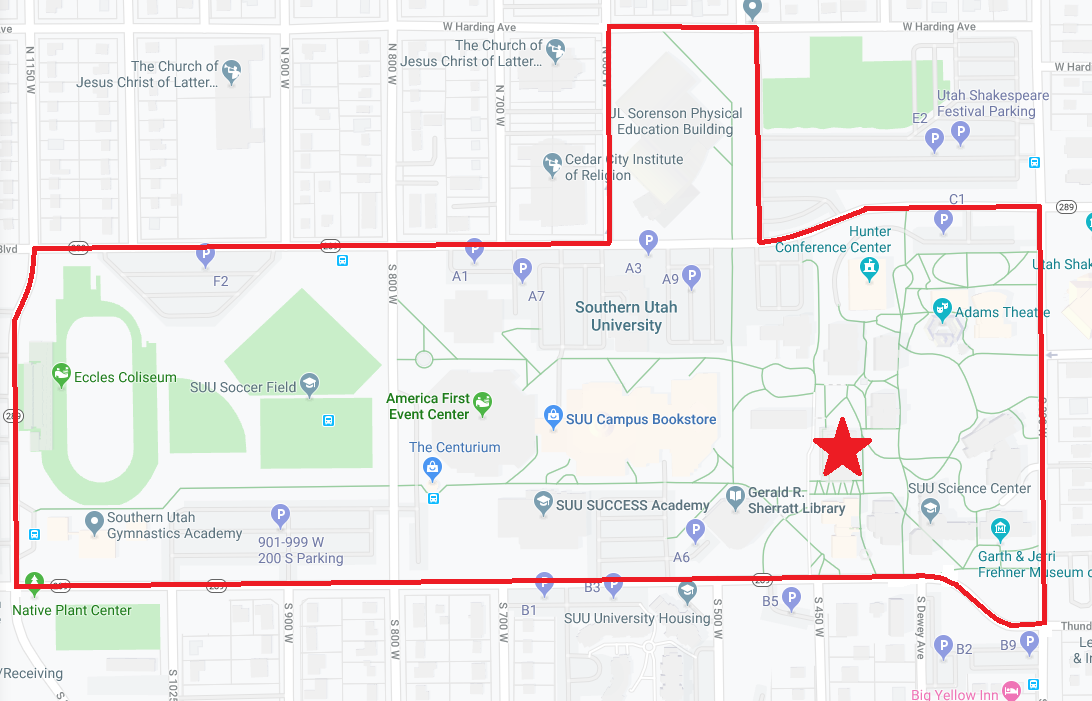 W Harding Ave
W Harding Ave
ve
W Hard
N 1150 W
N 900 W
N 800 W
N 700 W
The Church of
Jesus Christ of Latter...
The Church of
Jesus Christ of Latter...
JL Sorenson Physical
Education Building
Cedar City Institute
of Religion
Utah Shakespeare
Festival Parking
E2
P
P
C1
P
289
Blvd
289
P
F2
P
A1
P
A7
P
A3
P
A9
Hunter
Conference Center
Utah Shak
Adams Theatre
S 800 W
Southern Utah
University
Eccles Coliseum
SUU Soccer Field
America First
Event Center
SUU Campus Bookstore
The Centurium
289
SUU SUCCESS Academy
Gerald R.
Sherratt Library
SUU Science Center
Southern Utah
Gymnastics Academy
P
901-999 W
200 S Parking
P
A6
Garth & Jerri
Frehner Museum o
289
289
289
Native Plant Center
P
B1
P
B3
P
B5
SUU University Housing
S 900 W
S 800 W
S 700 W
S 500 W
S 450 W
S Dewey Ave
S 1025
S
P
B2
P
B9
Thund
Le
& In
/Receiving
Big Yellow Inn